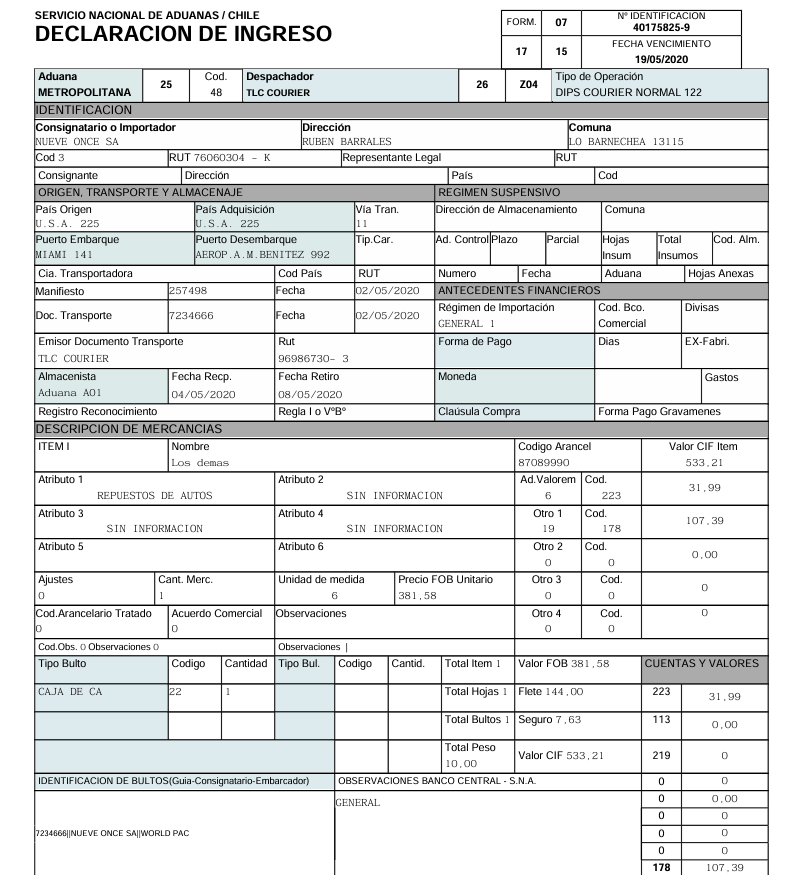 SERVICIO NACIONAL DE ADUANAS / CHILE
DECLARACION DE INGRESO
FORM. 07 Nº IDENTIFICACION
40175825-9
17 15 FECHA VENCIMIENTO
19/05/2020
Aduana 25 Cod. Despachador 26 Z04 Tipo de Operación
METROPOLITANA 48 TLC COURIER DIPS COURIER NORMAL 122
IDENTIFICACION
Consignatario o Importador Dirección Comuna
NUEVE ONCE SA RUBEN BARRALES LO BARNECHEA 13115
Cod 3 RUT 76060304 - K Representante Legal RUT
Consignante Dirección País Cod
ORIGEN, TRANSPORTE Y ALMACENAJE REGIMEN SUSPENSIVO
País Origen País Adquisición Vía Tran. Dirección de Almacenamiento Comuna
U.S.A. 225 U.S.A. 225 11
Puerto Embarque Puerto Desembarque Tip.Car. Ad. Control Plazo Parcial Hojas Total Cod. Alm.
MIAMI 141 AEROP.A.M.BENITEZ 992 Insum Insumos
Cia. Transportadora Cod País RUT Numero Fecha Aduana Hojas Anexas
Manifiesto 257498 Fecha 02/05/2020 ANTECEDENTES FINANCIEROS
Doc. Transporte 7234666 Fecha 02/05/2020 Régimen de Importación Cod. Bco. Divisas
GENERAL 1 Comercial
Emisor Documento Transporte Rut Forma de Pago Dias EX-Fabri.
TLC COURIER 96986730- 3
Almacenista Fecha Recp. Fecha Retiro Moneda Gastos
Aduana A01 04/05/2020 08/05/2020
Registro Reconocimiento Regla I o VºBº Claúsula Compra Forma Pago Gravamenes
DESCRIPCION DE MERCANCIAS
ITEM I Nombre Codigo Arancel Valor CIF Item
Los demas 87089990 533,21
Atributo 1 Atributo 2 Ad.Valorem Cod. 31,99
REPUESTOS DE AUTOS SIN INFORMACION 6 223
Atributo 3 Atributo 4 Otro 1 Cod. 107,39
SIN INFORMACION SIN INFORMACION 19 178
Atributo 5 Atributo 6 Otro 2 Cod. 0,00
0 0
Ajustes Cant. Merc. Unidad de medida Precio FOB Unitario Otro 3 Cod. 0
0 1 6 381,58 0 0
Cod.Arancelario Tratado Acuerdo Comercial Observaciones Otro 4 Cod. 0
0 0 0 0
Cod.Obs. 0 Observaciones 0 Observaciones |
Tipo Bulto Codigo Cantidad Tipo Bul. Codigo Cantid. Total Item 1 Valor FOB 381,58 CUENTAS Y VALORES
CAJA DE CA 22 1 Total Hojas 1 Flete 144,00 223 31,99
Total Bultos 1 Seguro 7,63 113 0,00
Total Peso Valor CIF 533,21 219 0
10,00
IDENTIFICACION DE BULTOS(Guia-Consignatario-Embarcador) OBSERVACIONES BANCO CENTRAL - S.N.A. 0 0
GENERAL 0 0,00
0 0
7234666||NUEVE ONCE SA||WORLD PAC 0 0
0 0
178 107,39